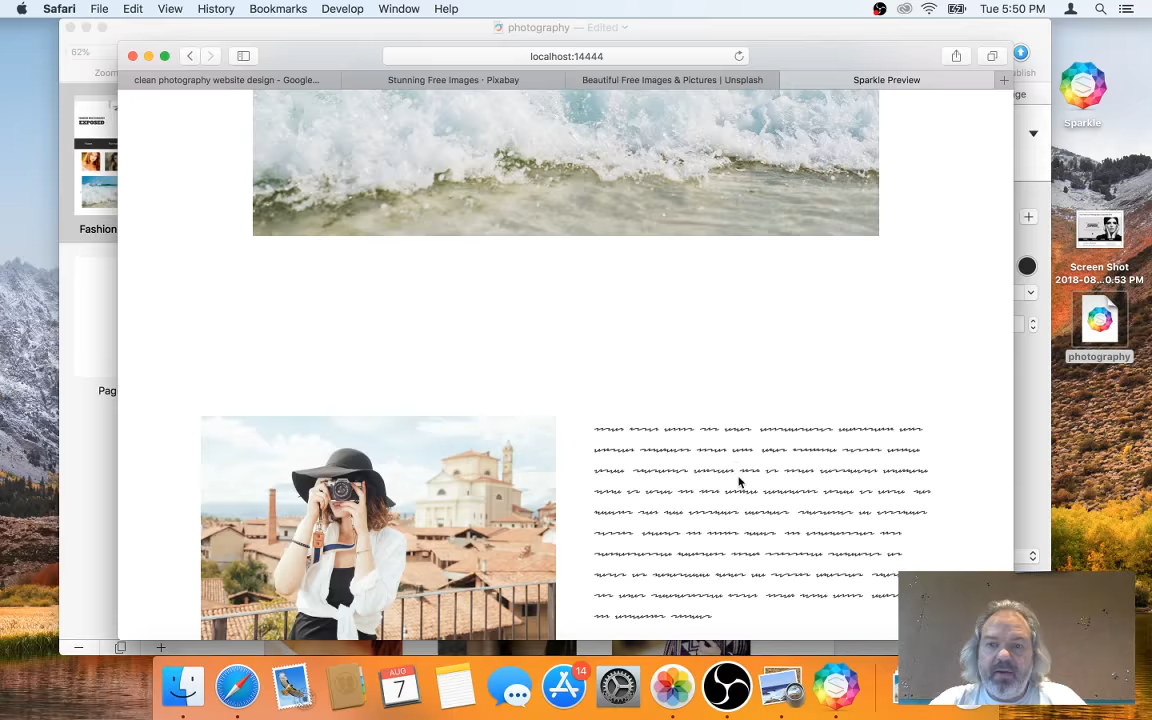 Safari File Edit View History Bookmarks Develop Window Help Tue 5:50 PM
photography — Edited
62%
localhost:14444
Zoom
clean photography website design - Google... Stunning Free Images · Pixabay Beautiful Free Images & Pictures | Unsplash Sparkle Preview
EXPOSED
Sparkle
Fashion
Screen Shot
2018-08...0.53 PM
photography
Pag
AUG
7
14